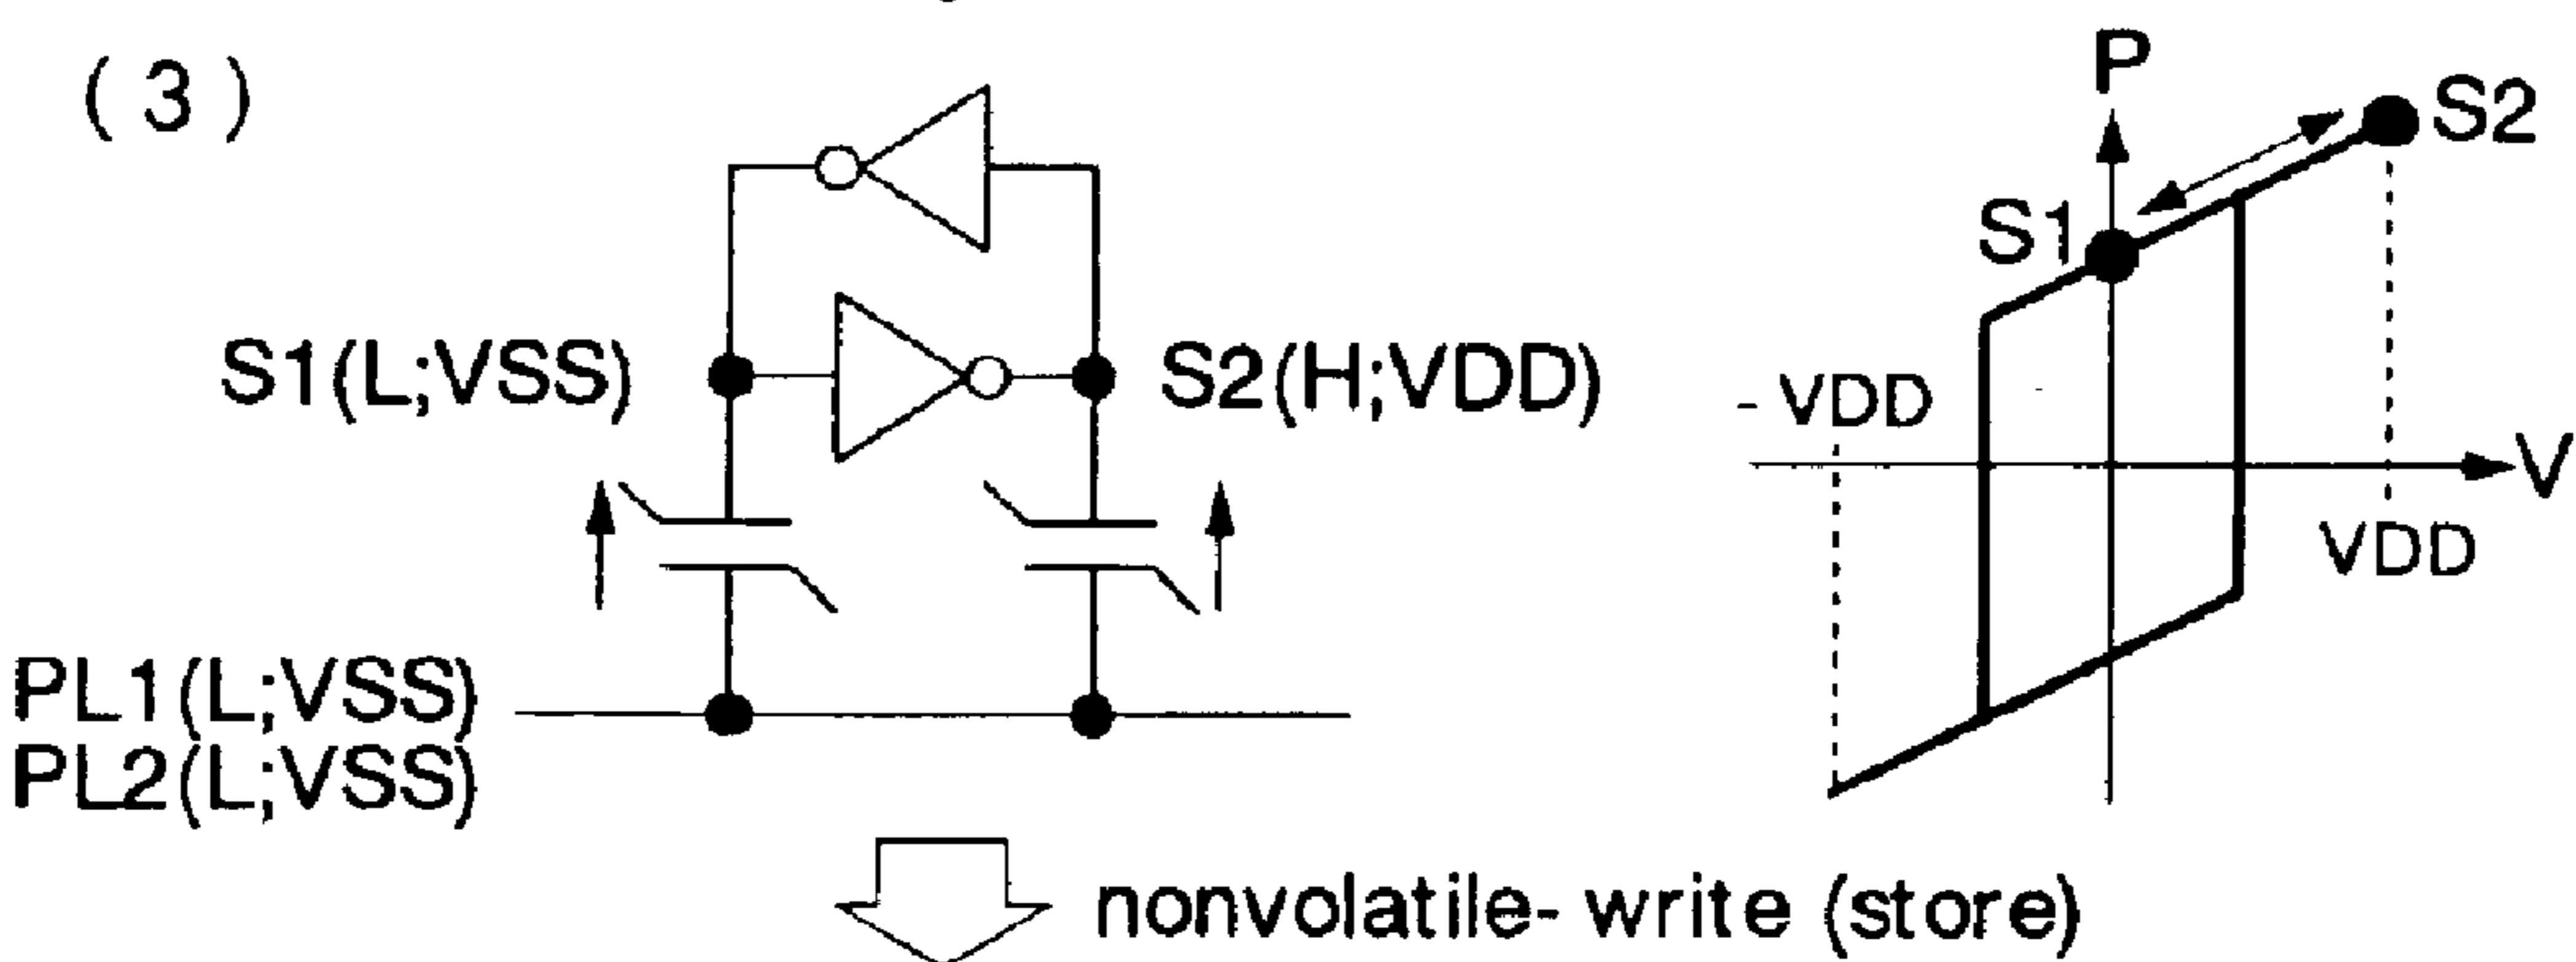 ( 3 )
P
S2
S1
S1(L;VSS)
S2(H;VDD)
- VDD
V
VDD
PL1(L;VSS)
PL2(L;VSS)
nonvolatile- write (store)